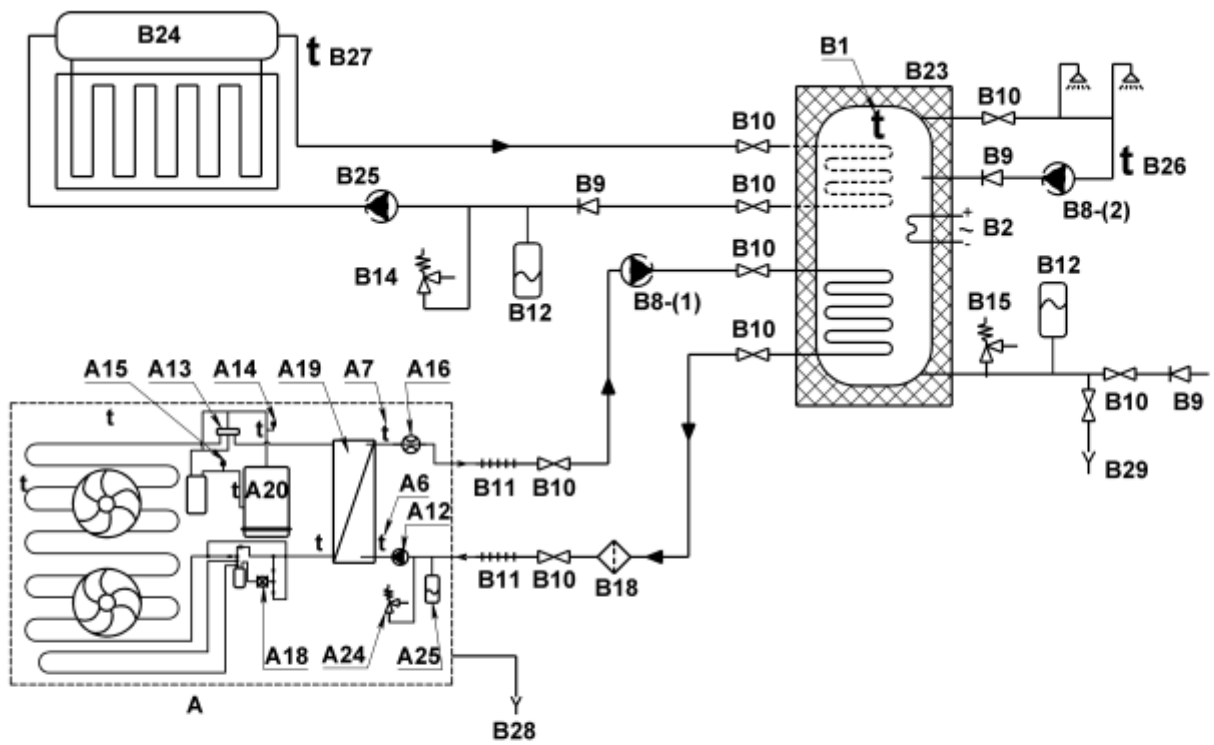 B24
t B27
B1
B23
B10
B10
B9
t
t B26
B25
B9
B10
B8-(2)
B2
+
~
-
B14
B12
B8-(1)
B10
B12
B15
B10
A15 A13 A14 A19 A7 A16
t
t
t
B10 B9
B29
t
t
A20
A6
A12
B11 B10
t
t
B11 B10 B18
A18
A24
A25
A
B28